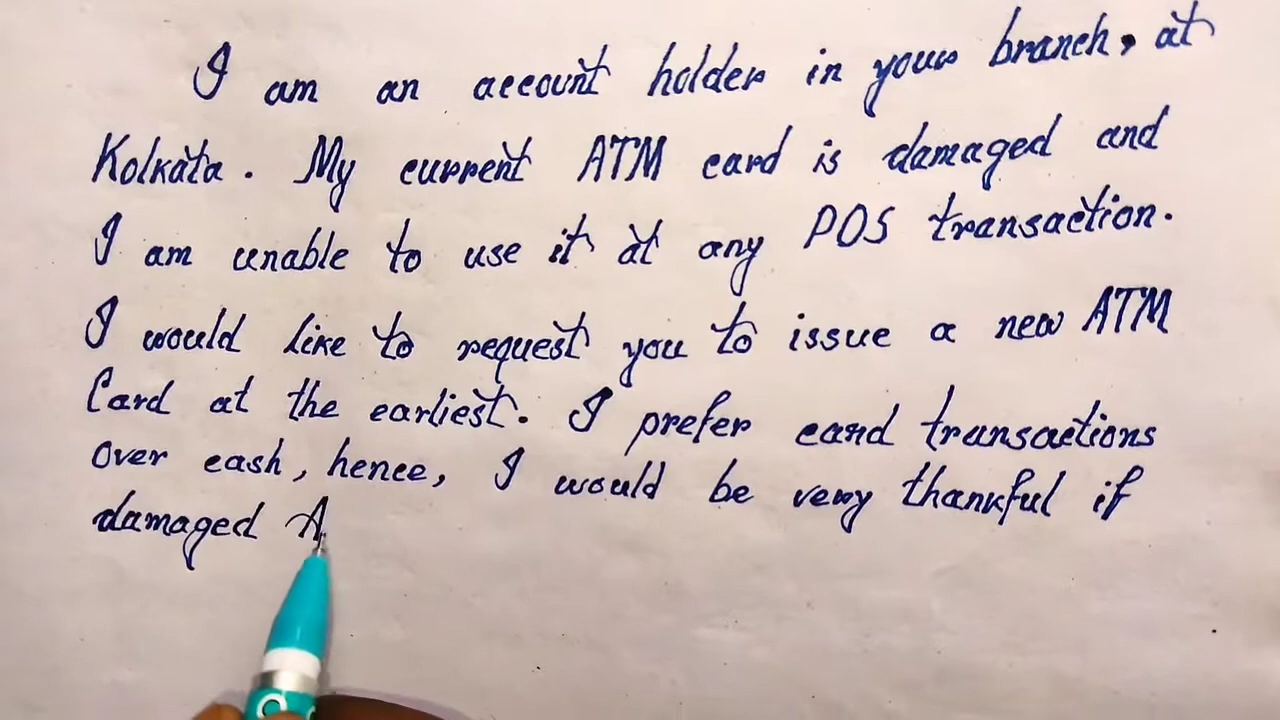 I am an account holder in your branch, at
Kolkata. My current ATM card is damaged and
I am unable to use it at any POS transaction.
I would like to request you to issue a new ATM
Card at the earliest. I prefer card transactions
over cash, hence, I would be very thankful if
damaged A